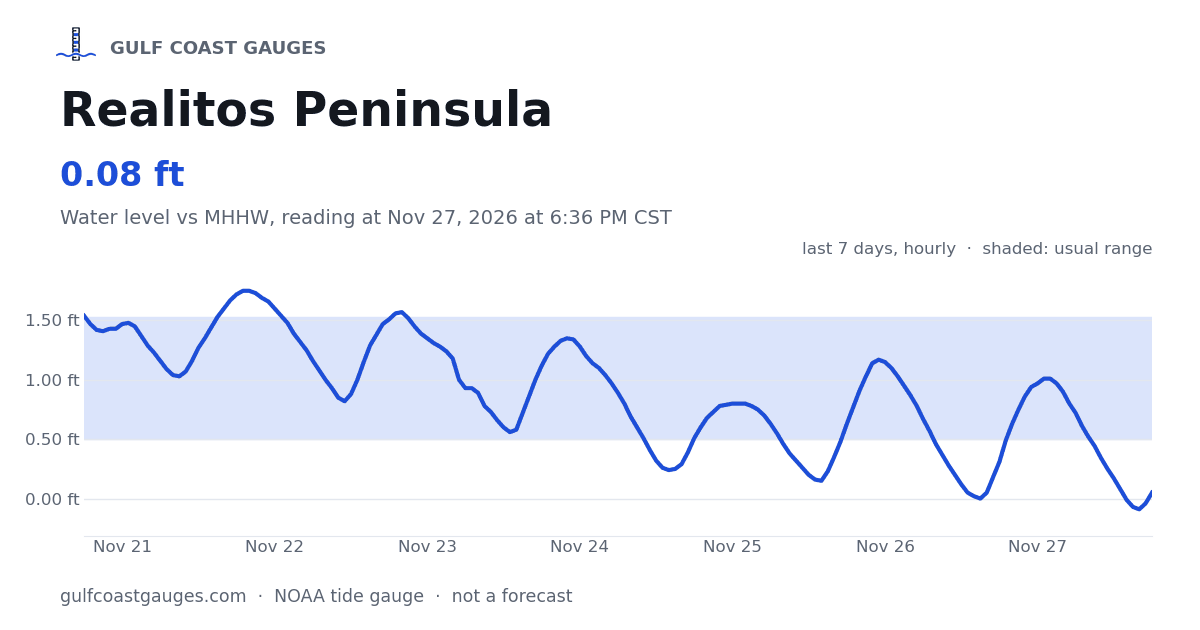 GULF COAST GAUGES
Realitos Peninsula
0.08 ft
Water level vs MHHW, reading at Nov 27, 2026 at 6:36 PM CST
last 7 days, hourly · shaded: usual range
1.50 ft
1.00 ft
0.50 ft
0.00 ft
Nov 21 Nov 22 Nov 23 Nov 24 Nov 25 Nov 26 Nov 27
gulfcoastgauges.com · NOAA tide gauge · not a forecast